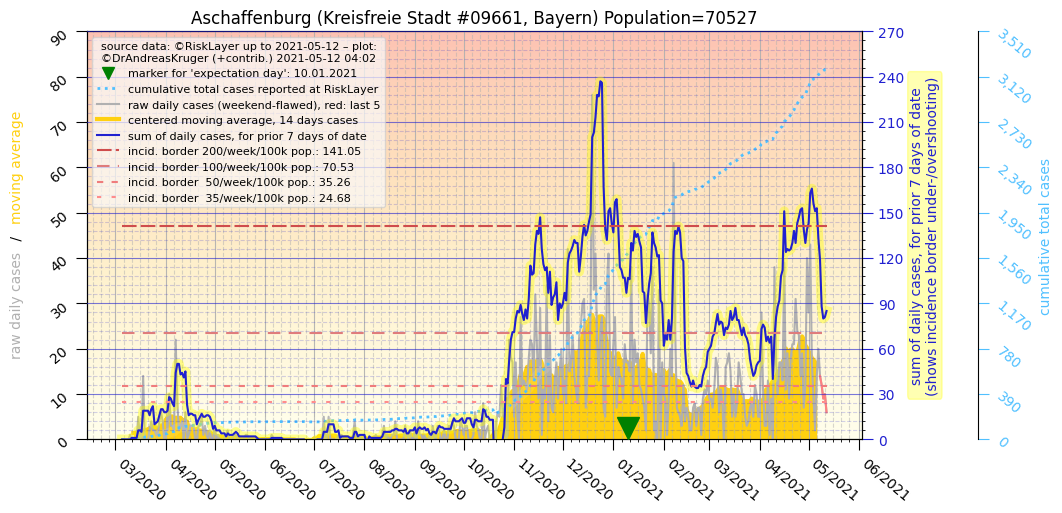 Aschaffenburg (Kreisfreie Stadt #09661, Bayern) Population=70527
source data: ©RiskLayer up to 2021-05-12 – plot:
©DrAndreasKruger (+contrib.) 2021-05-12 04:02
marker for 'expectation day': 10.01.2021
cumulative total cases reported at RiskLayer
raw daily cases (weekend-flawed), red: last 5
centered moving average, 14 days cases
sum of daily cases, for prior 7 days of date
incid. border 200/week/100k pop.: 141.05
incid. border 100/week/100k pop.: 70.53
incid. border  50/week/100k pop.: 35.26
incid. border  35/week/100k pop.: 24.68
raw daily cases   /   moving average
90
80
70
60
50
40
30
20
10
0
03/2020
04/2020
05/2020
06/2020
07/2020
08/2020
09/2020
10/2020
11/2020
12/2020
01/2021
02/2021
03/2021
04/2021
05/2021
06/2021
270
240
210
180
150
120
90
60
30
0
sum of daily cases, for prior 7 days of date
(shows incidence border under-/overshooting)
3,510
3,120
2,730
2,340
1,950
1,560
1,170
780
390
0
cumulative total cases